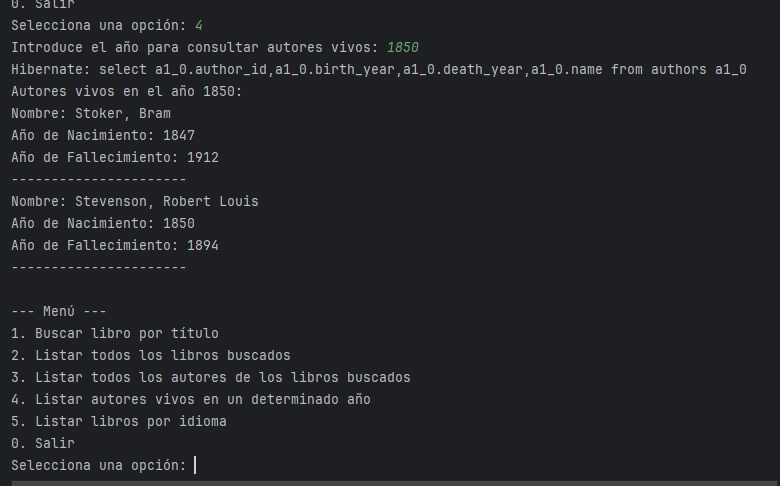 0. Salir
Selecciona una opción: 4
Introduce el año para consultar autores vivos: 1850
Hibernate: select a1_0.author_id,a1_0.birth_year,a1_0.death_year,a1_0.name from authors a1_0
Autores vivos en el año 1850:
Nombre: Stoker, Bram
Año de Nacimiento: 1847
Año de Fallecimiento: 1912
----------------------
Nombre: Stevenson, Robert Louis
Año de Nacimiento: 1850
Año de Fallecimiento: 1894
----------------------
--- Menú ---
1. Buscar libro por título
2. Listar todos los libros buscados
3. Listar todos los autores de los libros buscados
4. Listar autores vivos en un determinado año
5. Listar libros por idioma
0. Salir
Selecciona una opción: